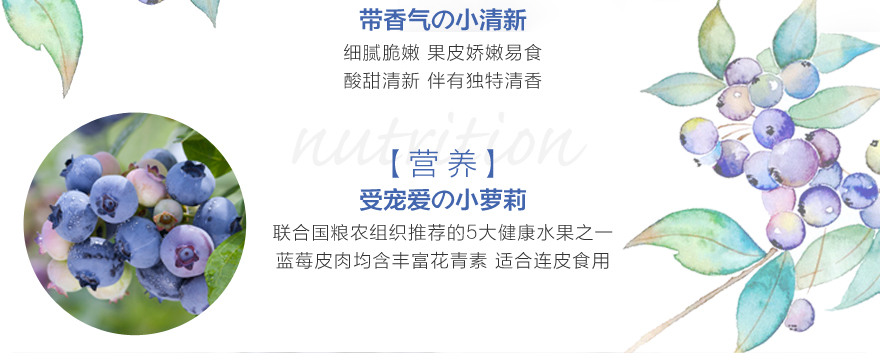 带香气の小清新
细腻脆嫩 果皮娇嫩易食
酸甜清新 伴有独特清香
nutrition
【营养】
受宠爱の小萝莉
联合国粮农组织推荐的5大健康水果之一
蓝莓皮肉均含丰富花青素 适合连皮食用